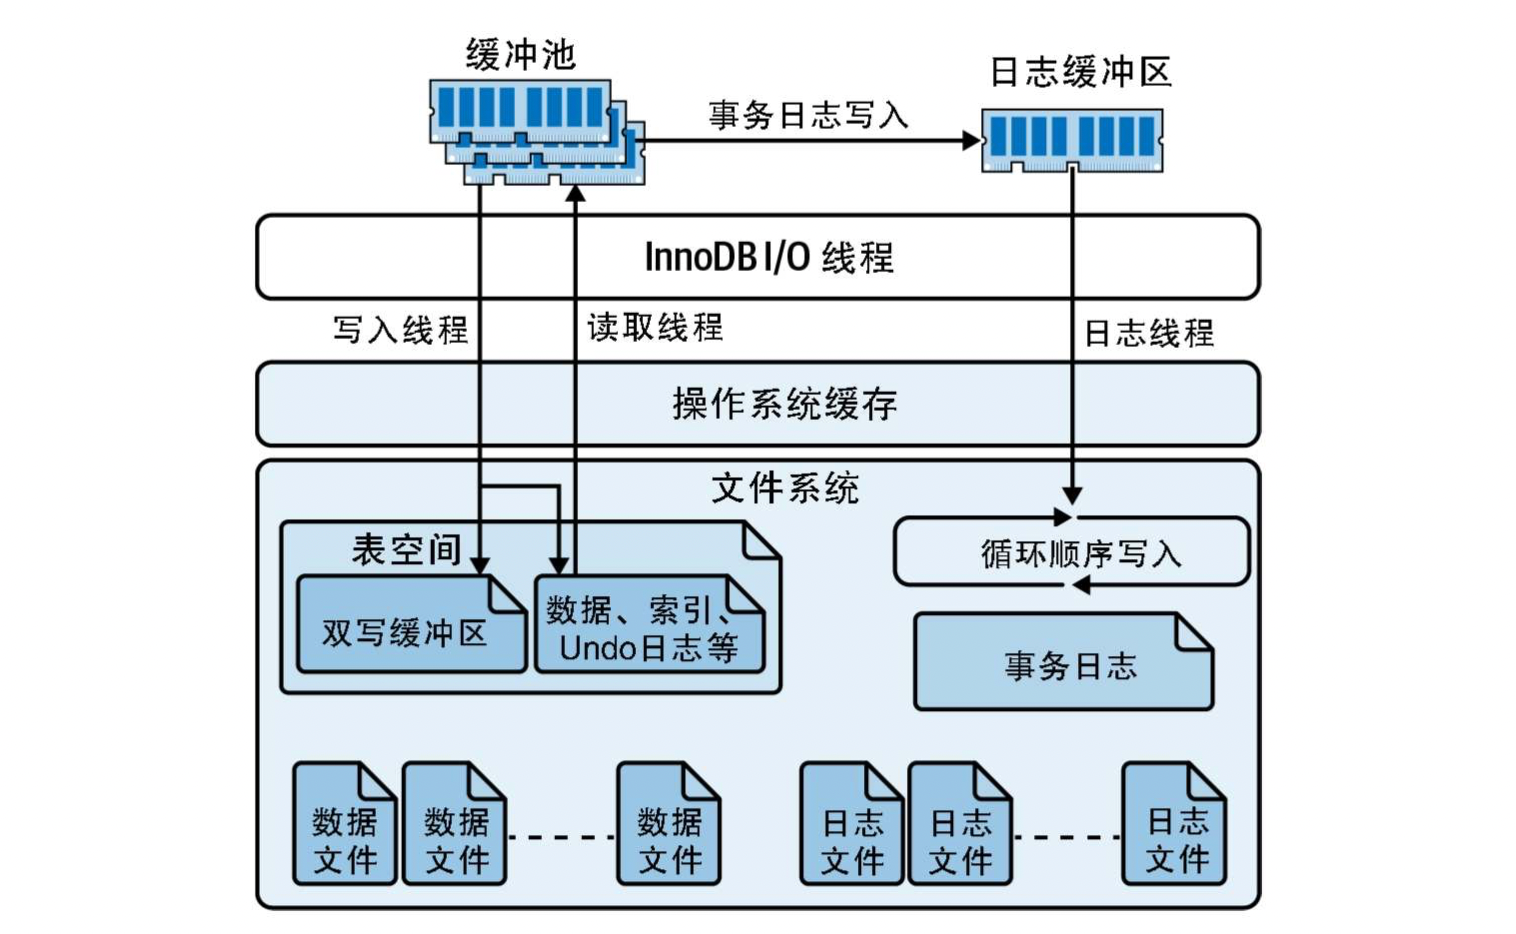 缓冲池
日志缓冲区
事务日志写入
InnoDB I/O 线程
写入线程
读取线程
日志线程
操作系统缓存
文件系统
表空间
双写缓冲区
数据、索引、
Undo日志等
循环顺序写入
事务日志
数据
文件
数据
文件
数据
文件
日志
文件
日志
文件
日志
文件